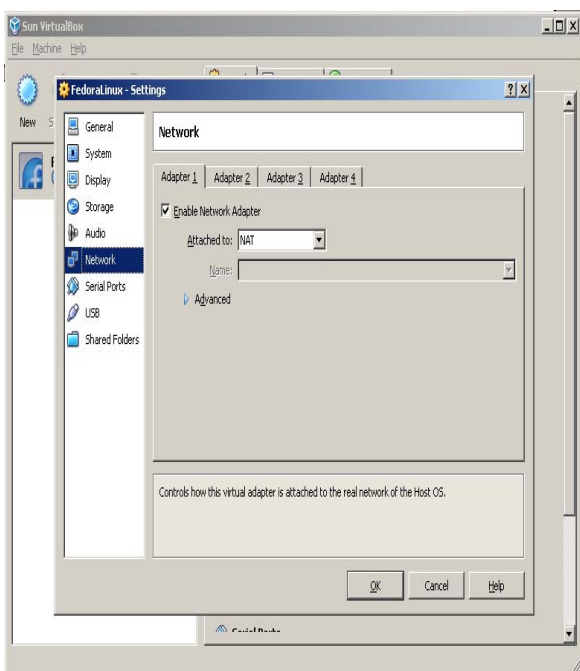 Sun VirtualBox
File Machine Help
New
FedoraLinux - Settings
General
System
Display
Storage
Audio
Network
Serial Ports
USB
Shared Folders
Network
Adapter 1 Adapter 2 Adapter 3 Adapter 4
Enable Network Adapter
Attached to: NAT
Name:
Advanced
Controls how this virtual adapter is attached to the real network of the Host OS.
OK Cancel Help